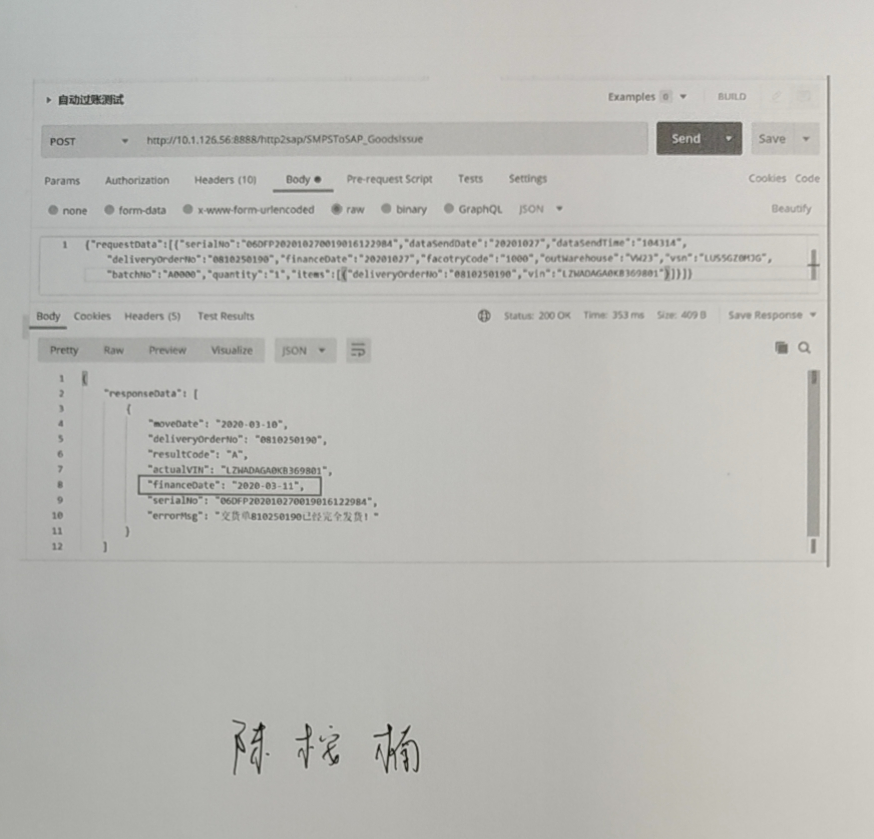 自动过账测试 Examples 0 BUILD
POST http://10.1.126.56:8888/http2sap/SMPSToSAP_GoodsIssue Send Save
Params Authorization Headers (10) Body Pre-request Script Tests Settings Cookies Code
none form-data x-www-form-urlencoded raw binary GraphQL JSON Beautify
1 {"requestData":[{"serialNo":"06DFP202010270019016122984","dataSendDate":"20201027","dataSendTime":"104314",
"deliveryOrderNo":"0810250190","financeDate":"20201027","facotryCode":"1000","outWarehouse":"VW23","vsn":"LUS5GZ0MJG",
"batchNo":"A0000","quantity":"1","items":[{"deliveryOrderNo":"0810250190","vin":"LZWADAGA0KB369801"}]}]}
Body Cookies Headers (5) Test Results Status: 200 OK Time: 353 ms Size: 409 B Save Response
Pretty Raw Preview Visualize JSON
1 {
2 "responseData": [
3 {
4 "moveDate": "2020-03-10",
5 "deliveryOrderNo": "0810250190",
6 "resultCode": "A",
7 "actualVIN": "LZWADAGA0KB369801",
8 "financeDate": "2020-03-11",
9 "serialNo": "06DFP202010270019016122984",
10 "errorMsg": "交货单810250190已经完全发货！"
11 }
12 ]
陈 楠